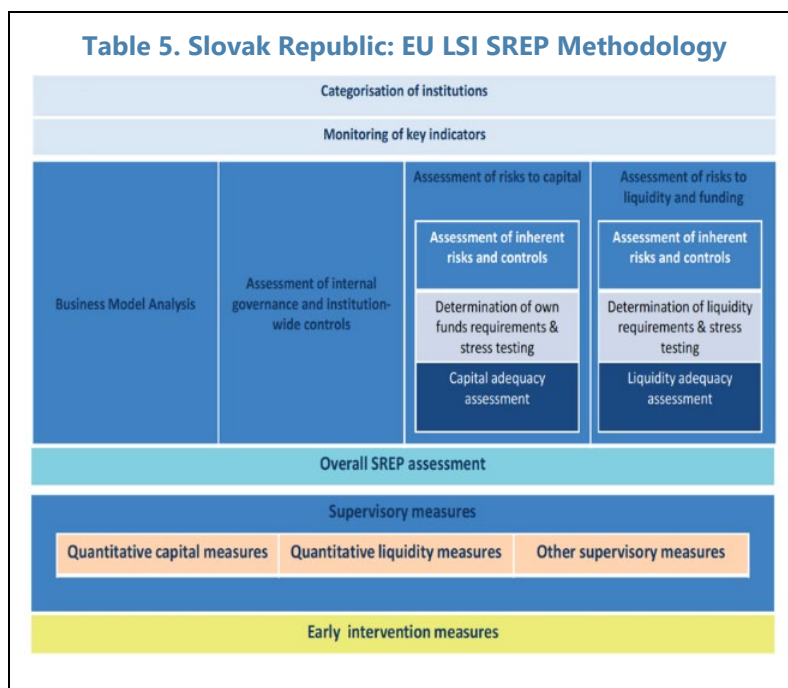 Table 5. Slovak Republic: EU LSI SREP Methodology
Categorisation of institutions
Monitoring of key indicators
Business Model Analysis
Assessment of internal
governance and institution-
wide controls
Assessment of risks to capital
Assessment of inherent
risks and controls
Determination of own
funds requirements &
stress testing
Capital adequacy
assessment
Assessment of risks to
liquidity and funding
Assessment of inherent
risks and controls
Determination of liquidity
requirements & stress
testing
Liquidity adequacy
assessment
Overall SREP assessment
Supervisory measures
Quantitative capital measures
Quantitative liquidity measures
Other supervisory measures
Early intervention measures